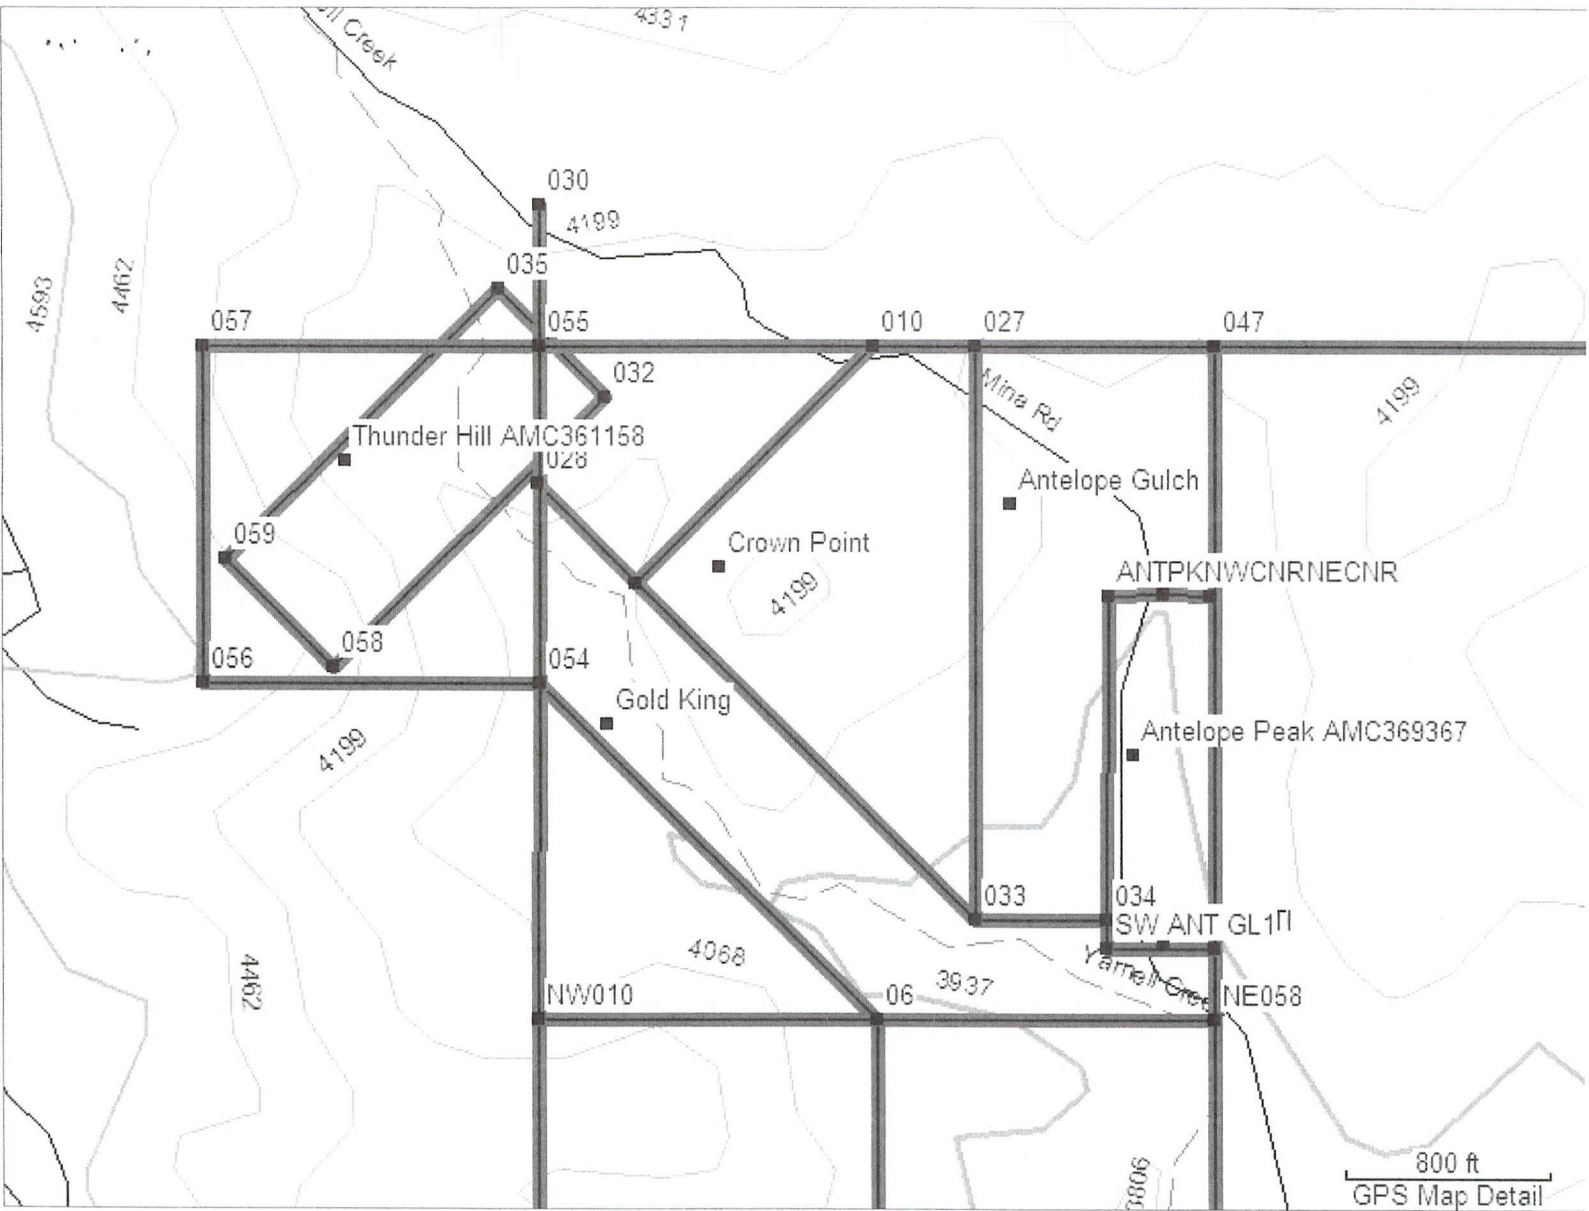 4331
Creek
030
4199
035
4593
4462
057
055
010
027
047
032
Mina Rd
4199
Thunder Hill AMC361158
028
Antelope Gulch
059
Crown Point
ANTPKNWCNRNECNR
4199
058
056
054
Gold King
4199
Antelope Peak AMC369367
033
034
SW ANT GL1
4068
Yarnell Creek
4462
3937
NW010
06
NE058
3806
800 ft
GPS Map Detail